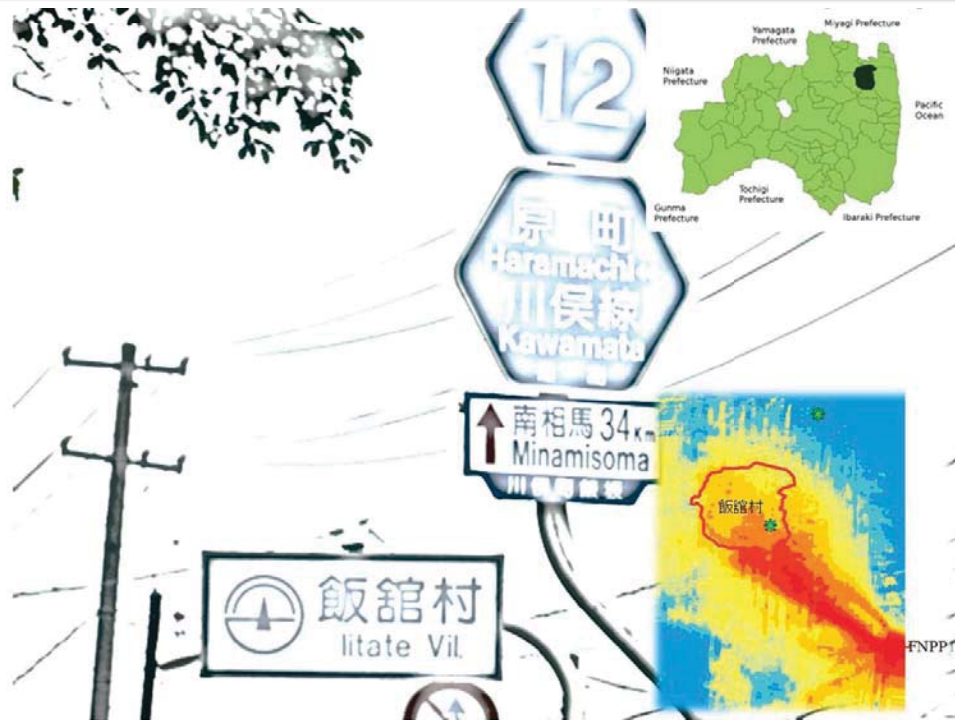 12
原 町
Haramachi
川俣線
Kawamata
南相馬 34Km
Minamisoma
飯舘村
Iitate Vil.
Miyagi Prefecture
Yamagata
Prefecture
Niigata
Prefecture
Pacific
Ocean
Gunma
Prefecture
Tochigi
Prefecture
Ibaraki Prefecture
飯舘村
FNPP1